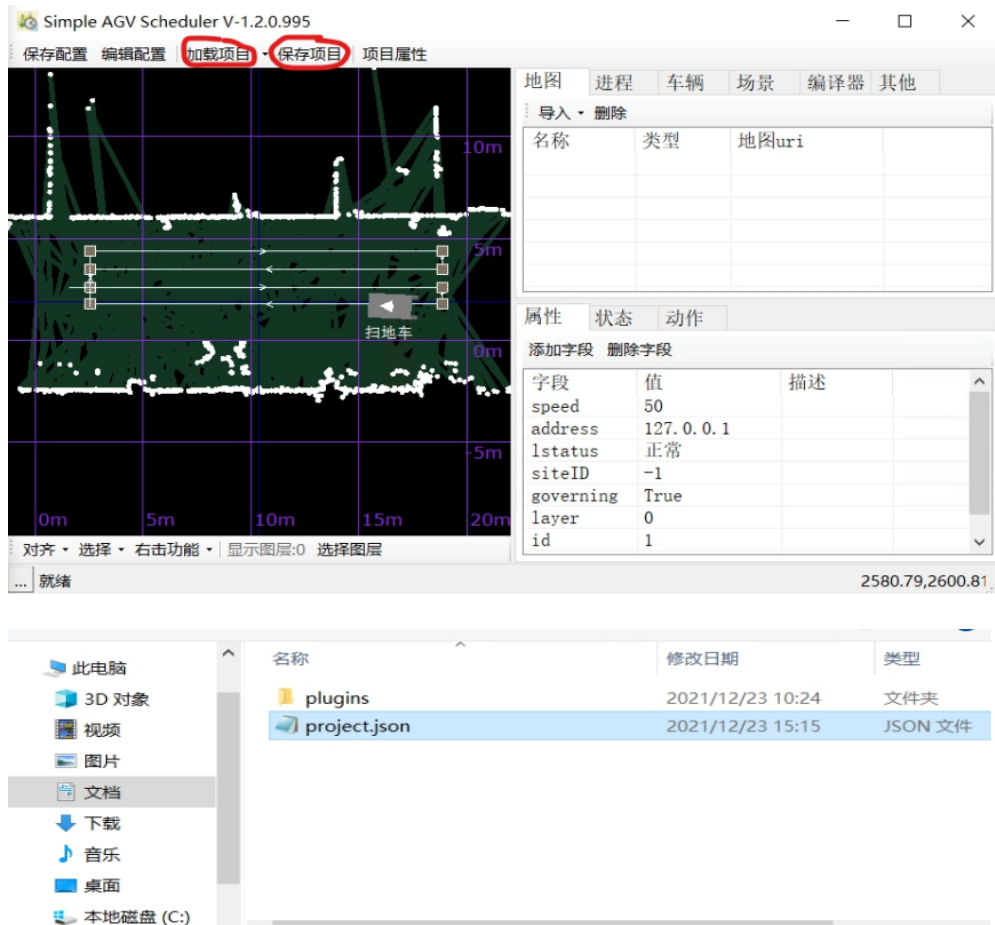 Simple AGV Scheduler V-1.2.0.995
保存配置 编辑配置 加载项目 保存项目 项目属性
地图 进程 车辆 场景 编译器 其他
导入 删除
名称 类型 地图uri
10m
5m
0m
-5m
扫地车
0m 5m 10m 15m 20m
属性 状态 动作
添加字段 删除字段
字段 值 描述
speed 50
address 127.0.0.1
lstatus 正常
siteID -1
governing True
layer 0
id 1
对齐 选择 右击功能 显示图层:0 选择图层
... 就绪 2580.79,2600.81
此电脑
3D 对象
视频
图片
文档
下载
音乐
桌面
本地磁盘 (C:)
名称 修改日期 类型
plugins 2021/12/23 10:24 文件夹
project.json 2021/12/23 15:15 JSON 文件